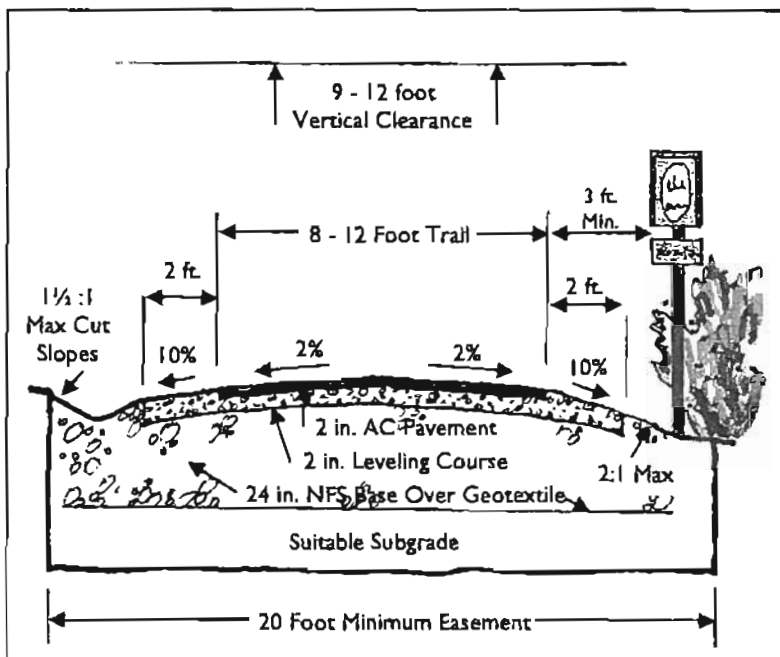 9 - 12 foot
Vertical Clearance
3 ft.
Min.
8 - 12 Foot Trail
2 ft.
2 ft.
1½ :1
Max Cut
Slopes
10%
2%
2%
10%
2 in. AC Pavement
2 in. Leveling Course
2:1 Max
24 in. NFS Base Over Geotextile
Suitable Subgrade
20 Foot Minimum Easement